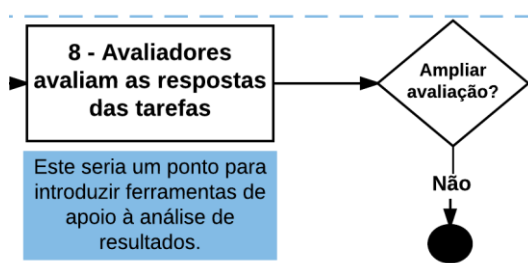 8 - Avaliadores
avaliam as respostas
das tarefas
Ampliar
avaliação?
Este seria um ponto para
introduzir ferramentas de
apoio à análise de
resultados.
Não